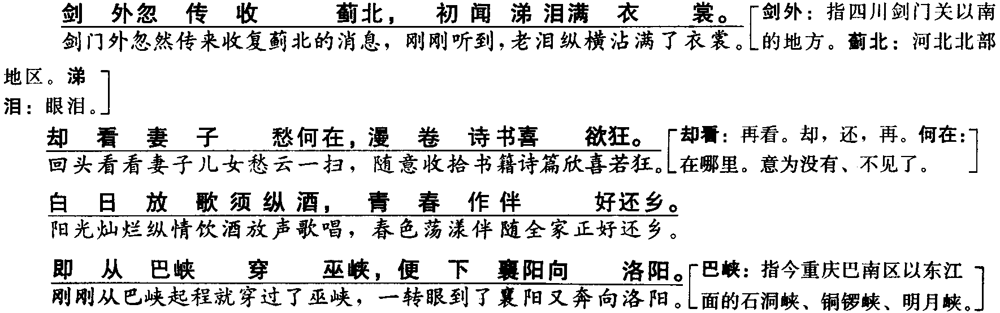 剑外忽传收蓟北，初闻涕泪满衣裳。[剑外：指四川剑门关以南
剑门外忽然传来收复蓟北的消息，刚刚听到，老泪纵横沾满了衣裳。的地方。蓟北：河北北部
地区。涕
泪：眼泪。]
却看妻子愁何在，漫卷诗书喜欲狂。[却看：再看。却，还，再。何在：
回头看看妻子儿女愁云一扫，随意收拾书籍诗篇欣喜若狂。在哪里。意为没有、不见了。]
白日放歌须纵酒，青春作伴好还乡。
阳光灿烂纵情饮酒放声歌唱，春色荡漾伴随全家正好还乡。
即从巴峡穿巫峡，便下襄阳向洛阳。[巴峡：指今重庆巴南区以东江
刚刚从巴峡起程就穿过了巫峡，一转眼到了襄阳又奔向洛阳。面的石洞峡、铜锣峡、明月峡。]